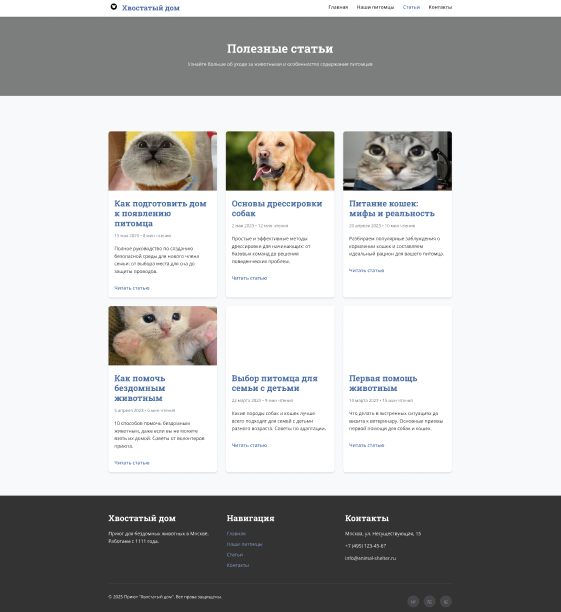 Хвостатый дом
Главная Наши питомцы Статьи Контакты
Полезные статьи
Узнайте больше об уходе за животными и особенностях содержания питомцев
Как подготовить дом
к появлению
питомца
15 мая 2023 • 8 мин чтения
Полное руководство по созданию
безопасной среды для нового члена
семьи: от выбора места для сна до
защиты проводов.
Читать статью
Основы дрессировки
собак
2 мая 2023 • 12 мин чтения
Простые и эффективные методы
дрессировки для начинающих: от
базовых команд до решения
поведенческих проблем.
Читать статью
Питание кошек:
мифы и реальность
20 апреля 2023 • 10 мин чтения
Разбираем популярные заблуждения о
кормлении кошек и составляем
идеальный рацион для вашего питомца.
Читать статью
Как помочь
бездомным
животным
5 апреля 2023 • 6 мин чтения
10 способов помочь бездомным
животным, даже если вы не можете
взять их домой. Советы от волонтеров
приюта.
Читать статью
Выбор питомца для
семьи с детьми
22 марта 2023 • 9 мин чтения
Какие породы собак и кошек лучше
всего подходят для семей с детьми
разного возраста. Советы по адаптации.
Читать статью
Первая помощь
животным
10 марта 2023 • 15 мин чтения
Что делать в экстренных ситуациях до
визита к ветеринару. Основные приемы
первой помощи для собак и кошек.
Читать статью
Хвостатый дом
Приют для бездомных животных в Москве.
Работаем с 1111 года.
Навигация
Главная
Наши питомцы
Статьи
Контакты
Контакты
Москва, ул. Несуществующая, 15
+7 (495) 123-45-67
info@animal-shelter.ru
© 2023 Приют "Хвостатый дом". Все права защищены.